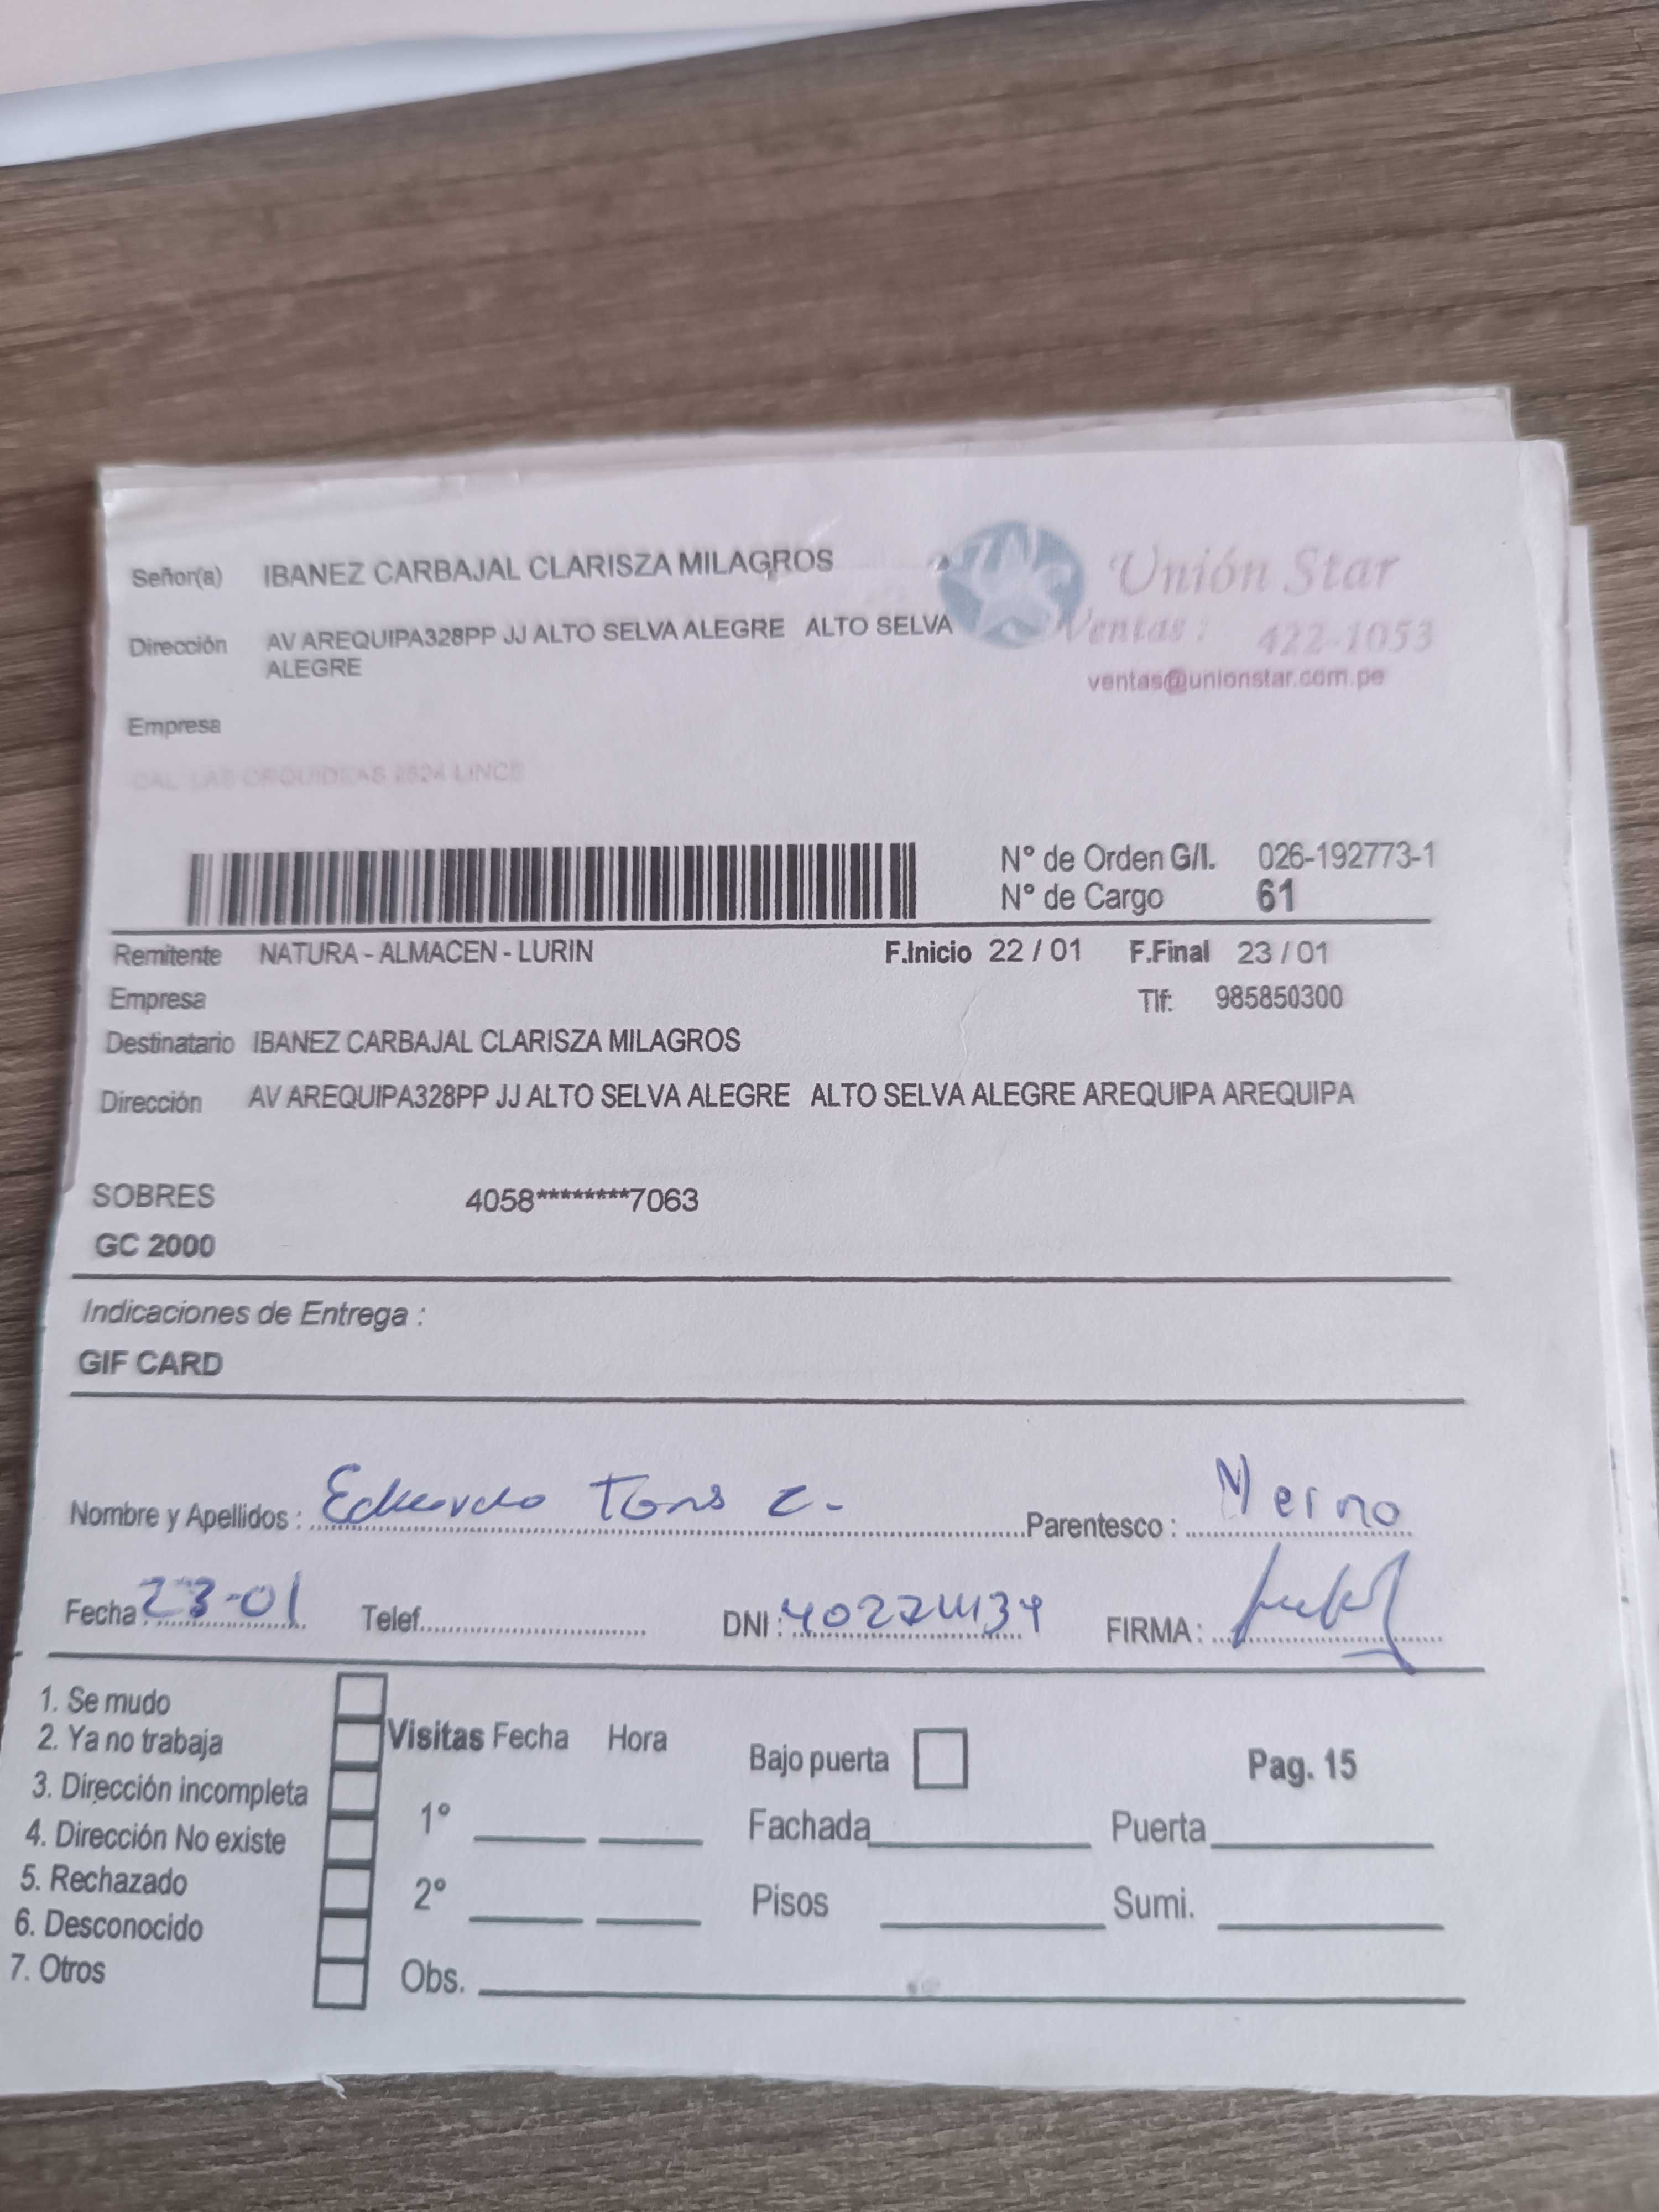 Señor(a) IBANEZ CARBAJAL CLARISZA MILAGROS
Unión Star
Dirección AV AREQUIPA328PP JJ ALTO SELVA ALEGRE ALTO SELVA
ALEGRE
Ventas : 422-1053
ventas@unionstar.com.pe
Empresa
CAL LAS ORQUIDEAS 2624 LINCE
N° de Orden G/I. 026-192773-1
N° de Cargo 61
Remitente NATURA - ALMACEN - LURIN F.Inicio 22 / 01 F.Final 23 / 01
Empresa Tlf: 985850300
Destinatario IBANEZ CARBAJAL CLARISZA MILAGROS
Dirección AV AREQUIPA328PP JJ ALTO SELVA ALEGRE ALTO SELVA ALEGRE AREQUIPA AREQUIPA
SOBRES 4058********7063
GC 2000
Indicaciones de Entrega :
GIF CARD
Nombre y Apellidos : Eduardo C- Parentesco : Yerno
Fecha : 23-01 Telef. DNI : FIRMA :
1. Se mudo
2. Ya no trabaja
3. Dirección incompleta
4. Dirección No existe
5. Rechazado
6. Desconocido
7. Otros
Visitas Fecha Hora
1°
2°
Obs.
Bajo puerta Pag. 15
Fachada Puerta
Pisos Sumi.